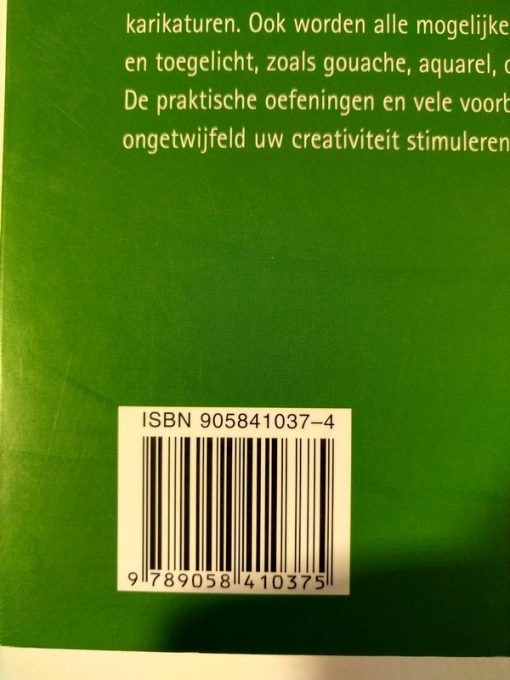 karikaturen. Ook worden alle mogelijke
en toegelicht, zoals gouache, aquarel,
De praktische oefeningen en vele
ongetwijfeld uw creativiteit stimuleren
ISBN 905841037-4
9 789058 410375